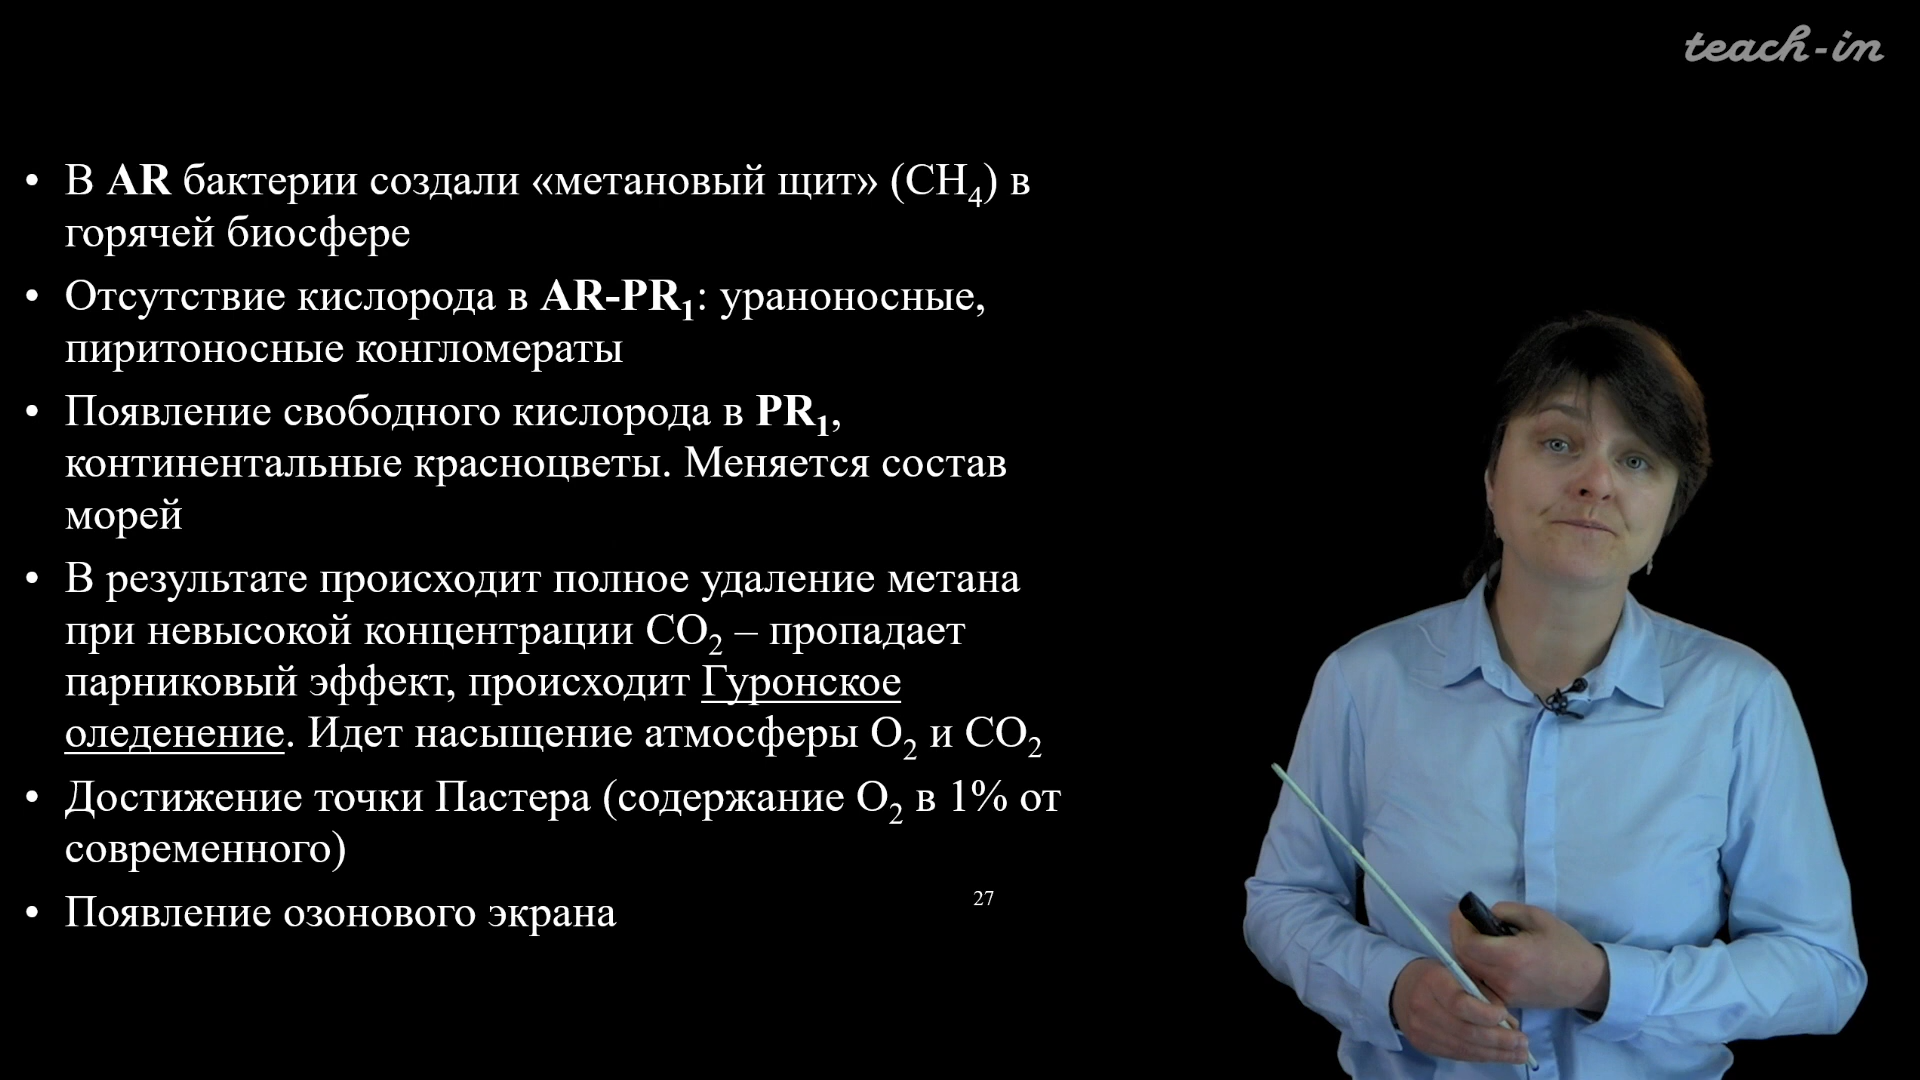 teach-in
• В AR бактерии создали «метановый щит» (CH₄) в
горячей биосфере
• Отсутствие кислорода в AR-PR₁: ураноносные,
пиритоносные конгломераты
• Появление свободного кислорода в PR₁,
континентальные красноцветы. Меняется состав
морей
• В результате происходит полное удаление метана
при невысокой концентрации CO₂ – пропадает
парниковый эффект, происходит Гуронское
оледенение. Идет насыщение атмосферы O₂ и CO₂
• Достижение точки Пастера (содержание O₂ в 1% от
современного)
• Появление озонового экрана
27